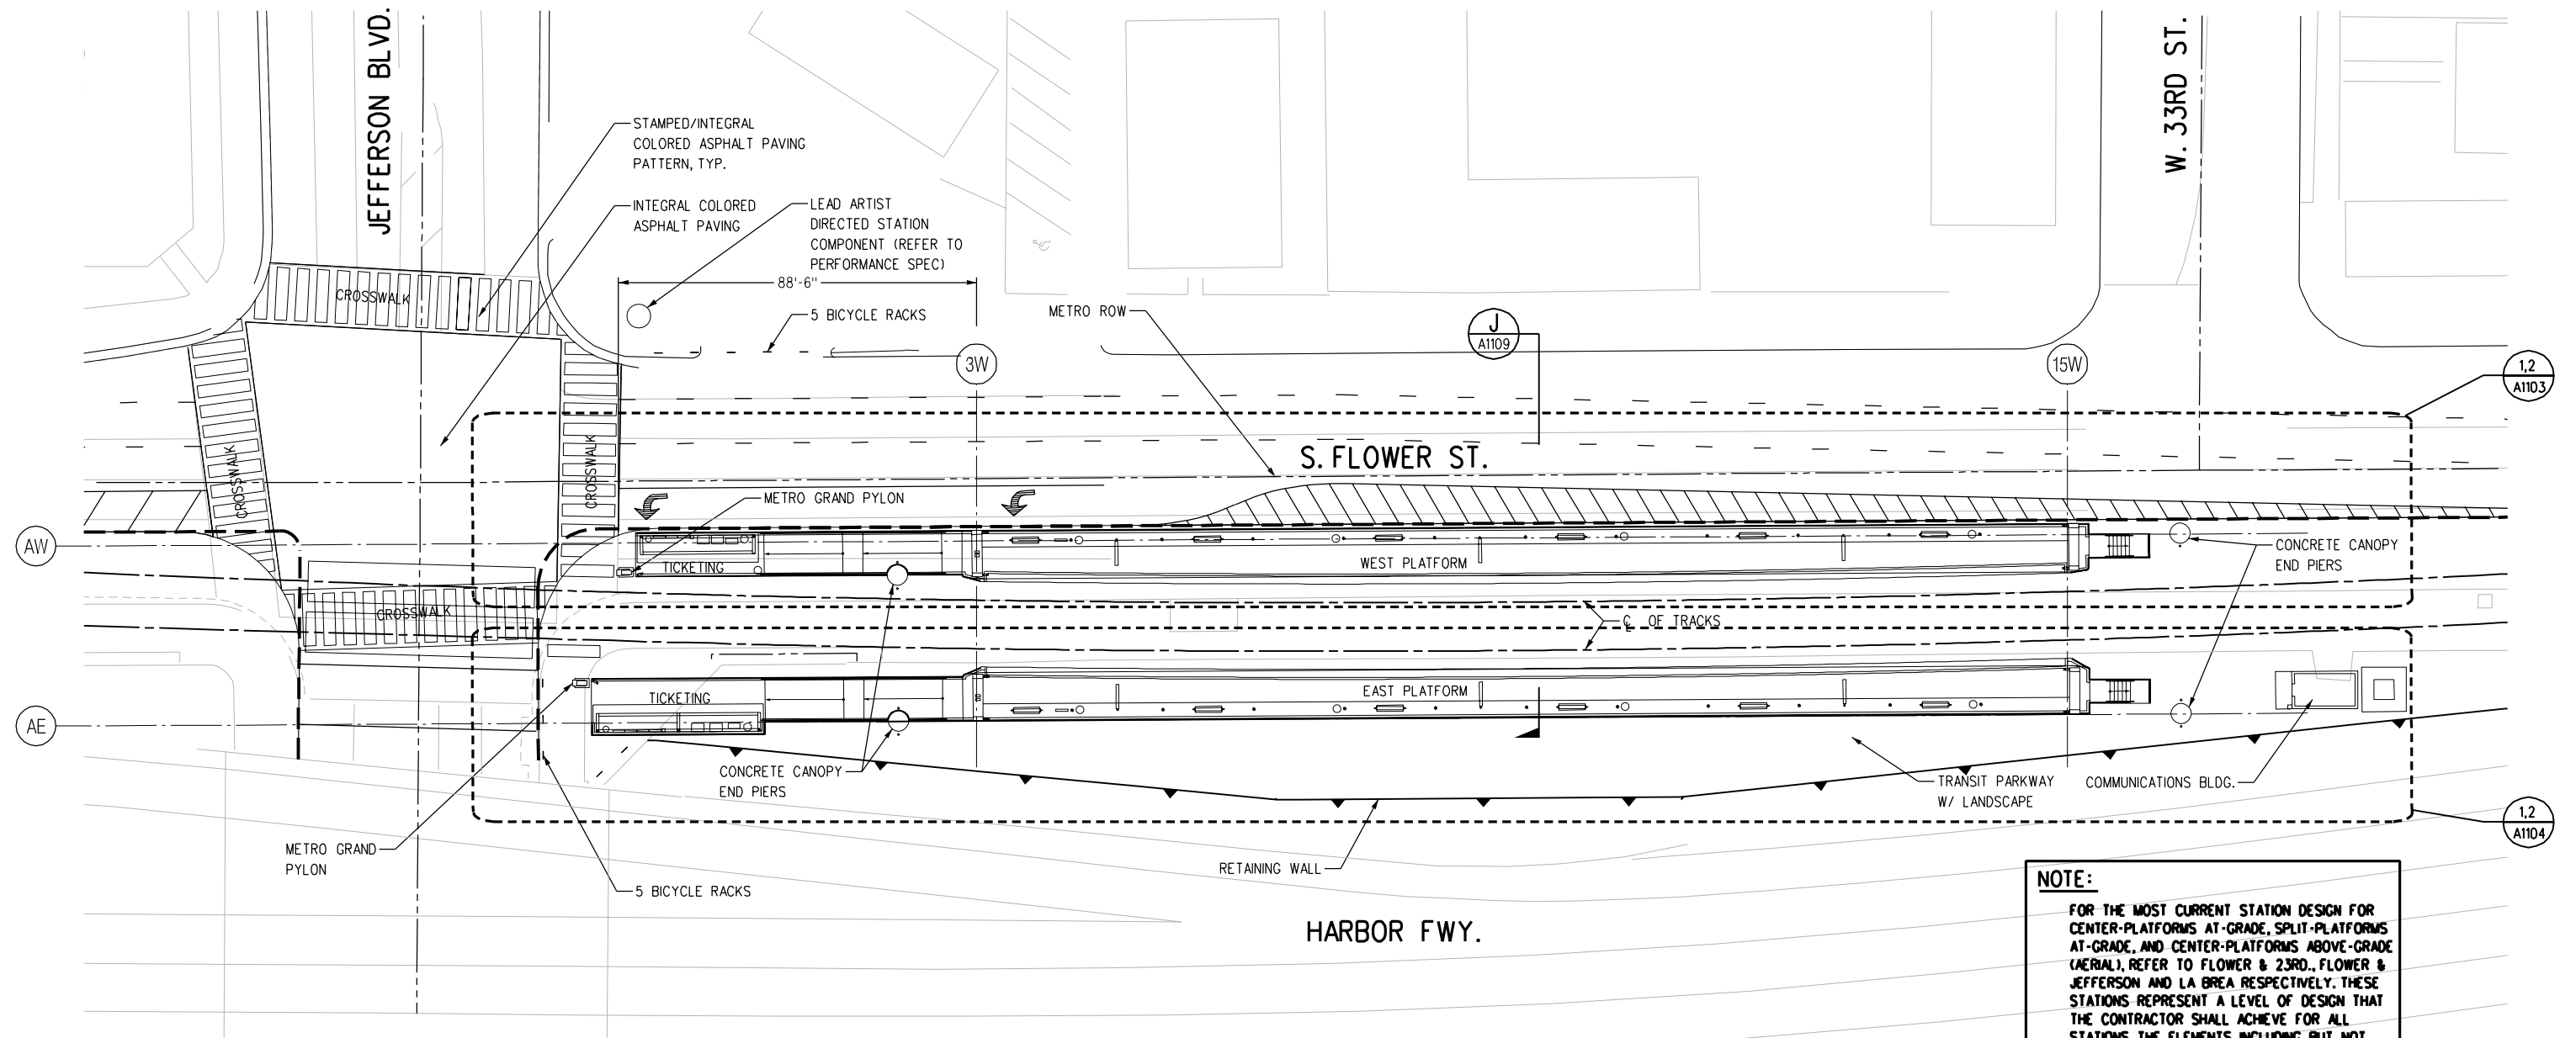 JEFFERSON BLVD.
W. 33RD ST.
STAMPED/INTEGRAL
COLORED ASPHALT PAVING
PATTERN, TYP.
INTEGRAL COLORED
ASPHALT PAVING
LEAD ARTIST
DIRECTED STATION
COMPONENT (REFER TO
PERFORMANCE SPEC)
88'-6"
5 BICYCLE RACKS
METRO ROW
J
A1109
3W
15W
1,2
A1103
CROSSWALK
CROSSWALK
CROSSWALK
CROSSWALK
S. FLOWER ST.
METRO GRAND PYLON
AW
TICKETING
WEST PLATFORM
CONCRETE CANOPY
END PIERS
℄ OF TRACKS
AE
TICKETING
EAST PLATFORM
CONCRETE CANOPY
END PIERS
TRANSIT PARKWAY
W/ LANDSCAPE
COMMUNICATIONS BLDG.
1,2
A1104
METRO GRAND
PYLON
5 BICYCLE RACKS
RETAINING WALL
HARBOR FWY.
NOTE:
FOR THE MOST CURRENT STATION DESIGN FOR
CENTER-PLATFORMS AT-GRADE, SPLIT-PLATFORMS
AT-GRADE, AND CENTER-PLATFORMS ABOVE-GRADE
(AERIAL), REFER TO FLOWER & 23RD., FLOWER &
JEFFERSON AND LA BREA RESPECTIVELY. THESE
STATIONS REPRESENT A LEVEL OF DESIGN THAT
THE CONTRACTOR SHALL ACHIEVE FOR ALL
STATIONS THE ELEMENTS INCLUDING BUT NOT